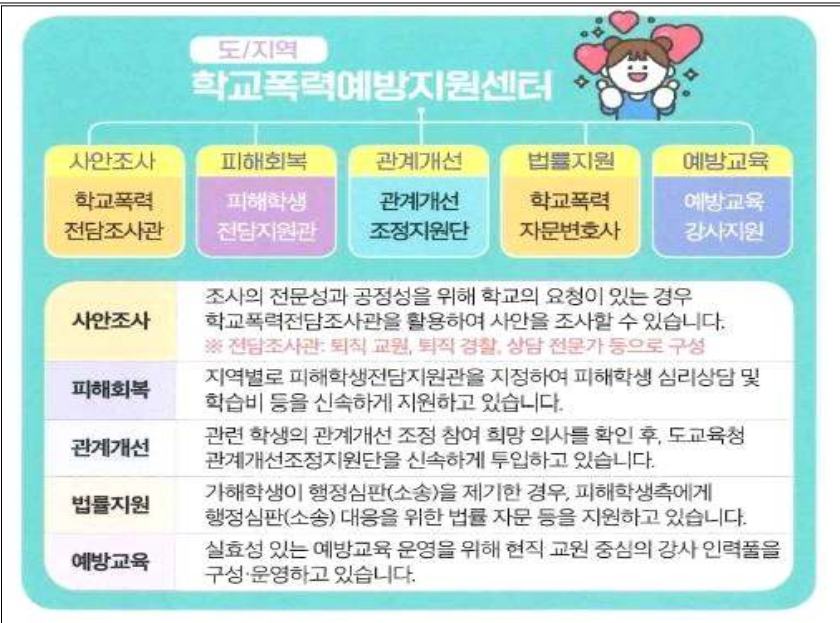 도/지역
학교폭력예방지원센터
사안조사
학교폭력
전담조사관
피해회복
피해학생
전담지원관
관계개선
관계개선
조정지원단
법률지원
학교폭력
자문변호사
예방교육
예방교육
강사지원
사안조사
조사의 전문성과 공정성을 위해 학교의 요청이 있는 경우
학교폭력전담조사관을 활용하여 사안을 조사할 수 있습니다.
※ 전담조사관: 퇴직 교원, 퇴직 경찰, 상담 전문가 등으로 구성
피해회복
지역별로 피해학생전담지원관을 지정하여 피해학생 심리상담 및
학습비 등을 신속하게 지원하고 있습니다.
관계개선
관련 학생의 관계개선 조정 참여 희망 의사를 확인 후, 도교육청
관계개선조정지원단을 신속하게 투입하고 있습니다.
법률지원
가해학생이 행정심판(소송)을 제기한 경우, 피해학생측에게
행정심판(소송) 대응을 위한 법률 자문 등을 지원하고 있습니다.
예방교육
실효성 있는 예방교육 운영을 위해 현직 교원 중심의 강사 인력풀을
구성·운영하고 있습니다.